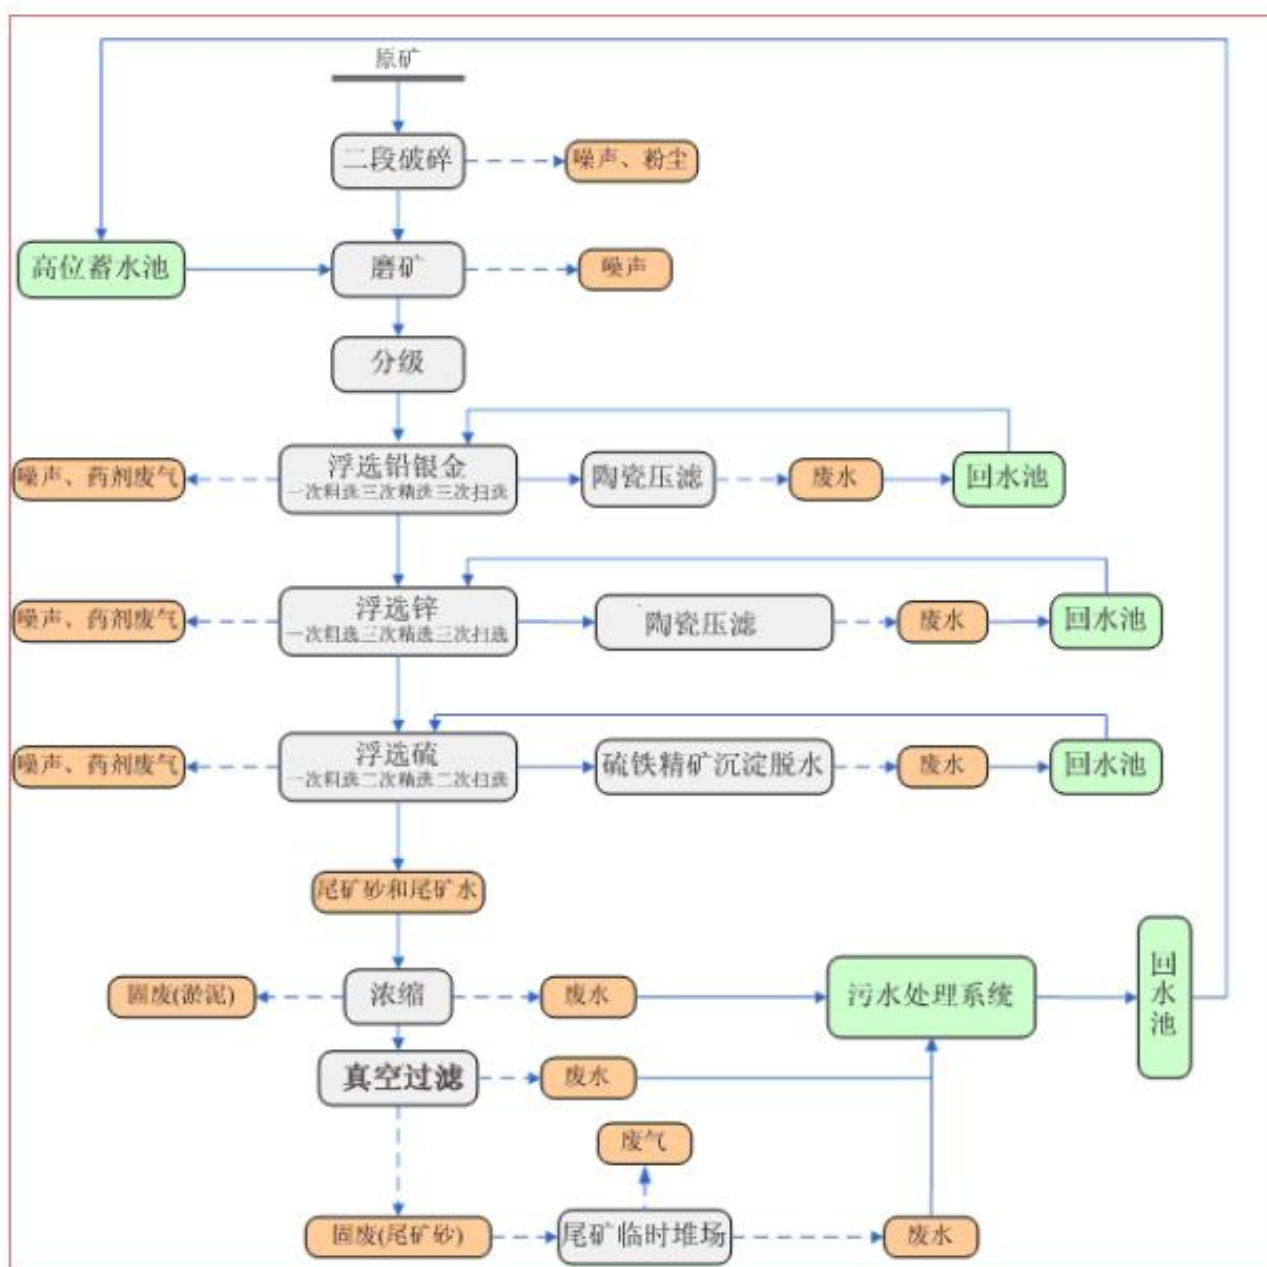 原矿
二段破碎
噪声、粉尘
高位蓄水池
磨矿
噪声
分级
噪声、药剂废气
浮选铅银金
一次粗选三次精选三次扫选
陶瓷压滤
废水
回水池
噪声、药剂废气
浮选锌
一次粗选三次精选三次扫选
陶瓷压滤
废水
回水池
噪声、药剂废气
浮选硫
一次粗选二次精选二次扫选
硫铁精矿沉淀脱水
废水
回水池
尾矿砂和尾矿水
固废(淤泥)
浓缩
废水
污水处理系统
回水池
真空过滤
废水
废气
固废(尾矿砂)
尾矿临时堆场
废水